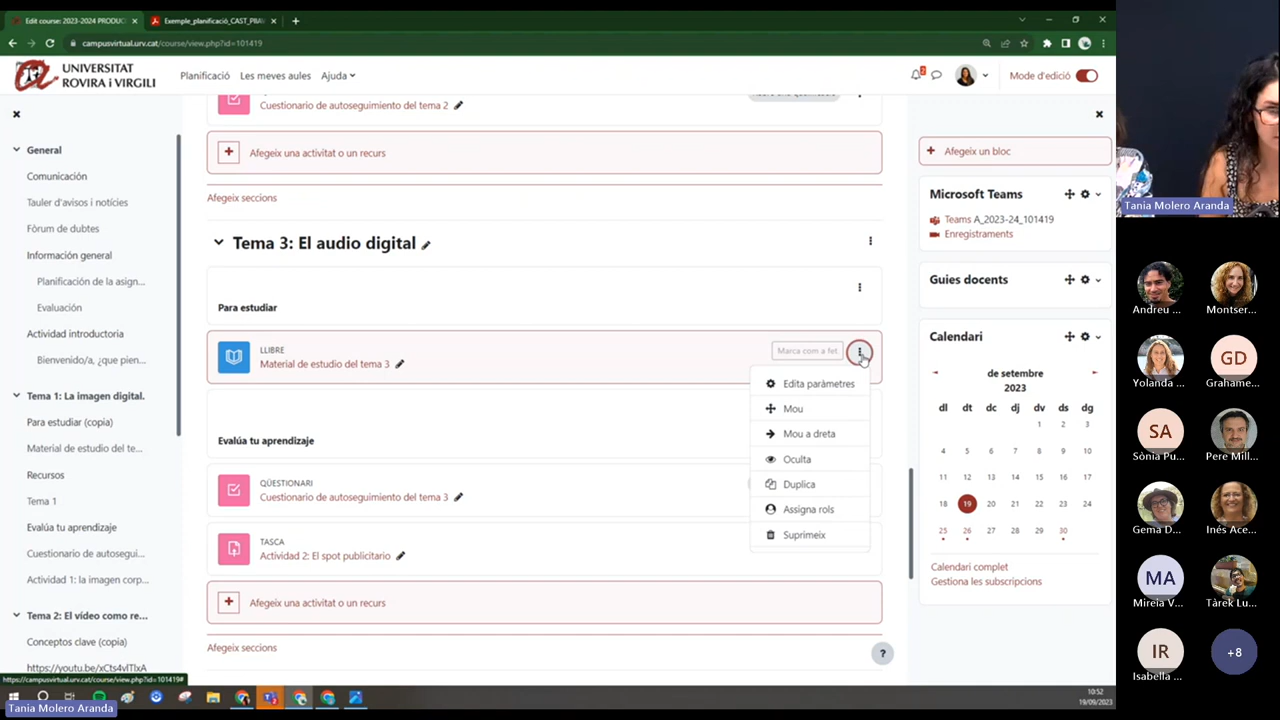 Edit course: 2023-2024 PRODUC
Exemple_planificació_CAST_PIIA
campusvirtual.urv.cat/course/view.php?id=101419
UNIVERSITAT
ROVIRA i VIRGILI
Planificació
Les meves aules
Ajuda
Mode d'edició
General
Comunicación
Tauler d'avisos i notícies
Fòrum de dubtes
Información general
Planificación de la asign...
Evaluación
Actividad introductoria
Bienvenido/a, ¿que pien...
Tema 1: La imagen digital.
Para estudiar (copia)
Material de estudio del te...
Recursos
Tema 1
Evalúa tu aprendizaje
Cuestionario de autosegui...
Actividad 1: la imagen corp...
Tema 2: El vídeo como re...
Conceptos clave (copia)
https://youtu.be/xCts4vlTlxA
https://campusvirtual.urv.cat/course/view.php?id=101419#
Cuestionario de autoseguimiento del tema 2
Afegeix una activitat o un recurs
Afegeix seccions
Tema 3: El audio digital
Para estudiar
LLIBRE
Material de estudio del tema 3
Marca com a fet
Edita paràmetres
Mou
Mou a dreta
Oculta
Duplica
Assigna rols
Suprimeix
Evalúa tu aprendizaje
QÜESTIONARI
Cuestionario de autoseguimiento del tema 3
TASCA
Actividad 2: El spot publicitario
Afegeix una activitat o un recurs
Afegeix seccions
?
Afegeix un bloc
Microsoft Teams
Teams A_2023-24_101419
Enregistraments
Guies docents
Calendari
de setembre
2023
dl dt dc dj dv ds dg
1 2 3
4 5 6 7 8 9 10
11 12 13 14 15 16 17
18 19 20 21 22 23 24
25 26 27 28 29 30
Calendari complet
Gestiona les subscripcions
10:52
19/09/2023
Tania Molero Aranda
Tania Molero Aranda
Andreu ...
Montser...
Yolanda ...
GD
Grahame...
SA
Sònia Pu...
Pere Mill...
Gema D...
Inés Ace...
MA
Mireia V...
Tàrek Lu...
IR
Isabella ...
+8